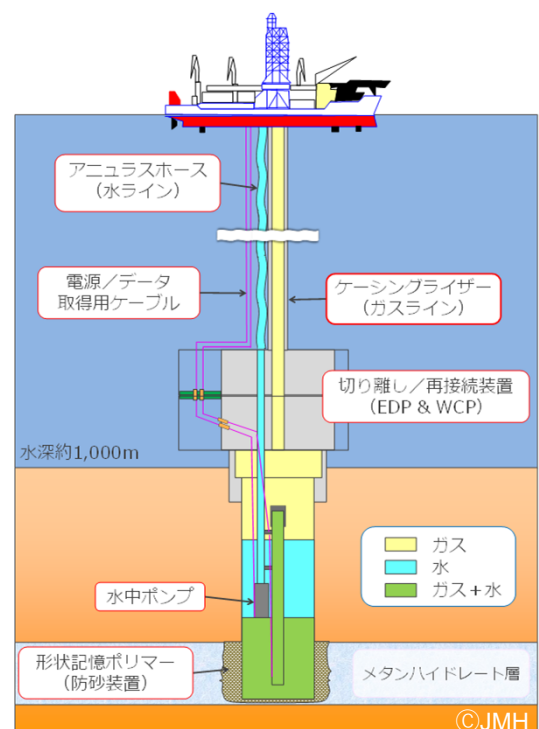 アニュラスホース
（水ライン）
電源／データ
取得用ケーブル
ケーシングライザー
（ガスライン）
切り離し／再接続装置
（EDP & WCP）
水深約1,000m
ガス
水
ガス＋水
水中ポンプ
形状記憶ポリマー
（防砂装置）
メタンハイドレート層
©JMH